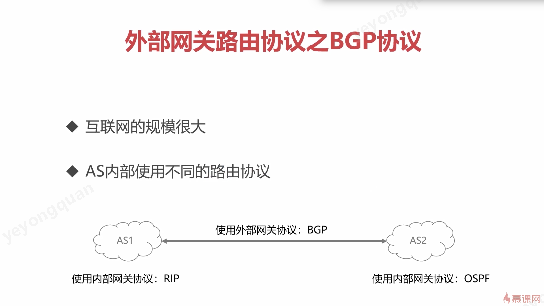 yeyongquan
外部网关路由协议之BGP协议
◆ 互联网的规模很大
◆ AS内部使用不同的路由协议
yeyongquan
使用外部网关协议：BGP
AS1
AS2
使用内部网关协议：RIP
使用内部网关协议：OSPF
慕课网